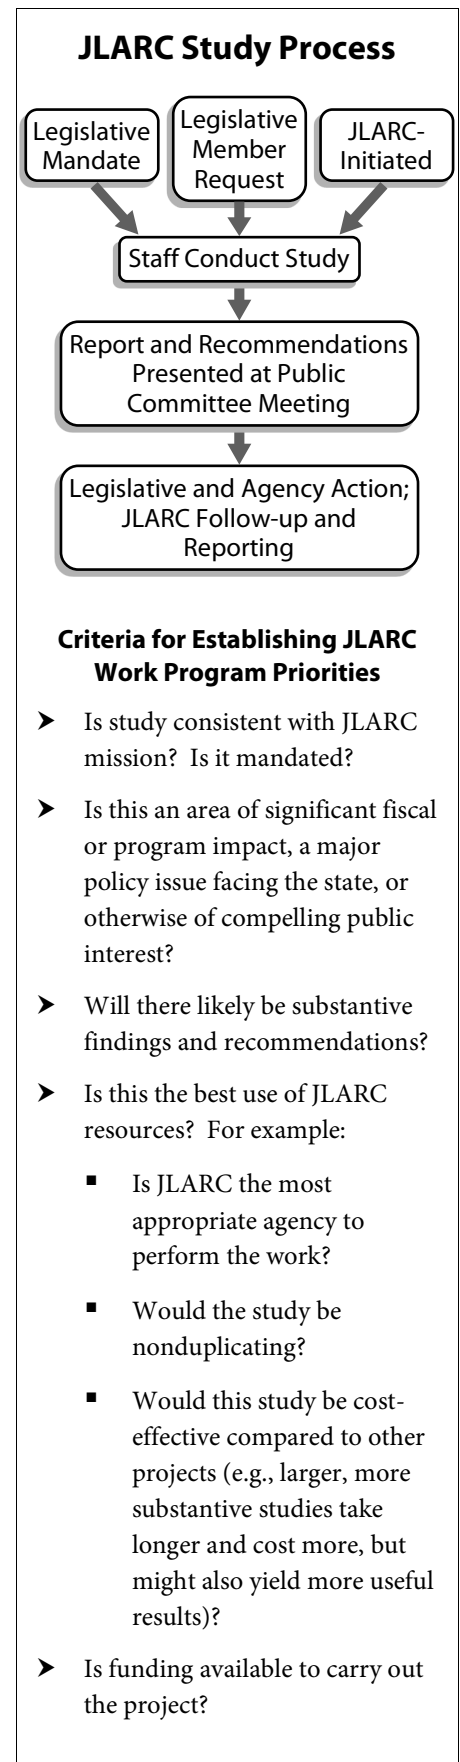 JLARC Study Process
Legislative
Mandate
Legislative
Member
Request
JLARC-
Initiated
Staff Conduct Study
Report and Recommendations
Presented at Public
Committee Meeting
Legislative and Agency Action;
JLARC Follow-up and
Reporting
Criteria for Establishing JLARC
Work Program Priorities
➤ Is study consistent with JLARC
mission?  Is it mandated?
➤ Is this an area of significant fiscal
or program impact, a major
policy issue facing the state, or
otherwise of compelling public
interest?
➤ Will there likely be substantive
findings and recommendations?
➤ Is this the best use of JLARC
resources?  For example:
▪ Is JLARC the most
appropriate agency to
perform the work?
▪ Would the study be
nonduplicating?
▪ Would this study be cost-
effective compared to other
projects (e.g., larger, more
substantive studies take
longer and cost more, but
might also yield more useful
results)?
➤ Is funding available to carry out
the project?